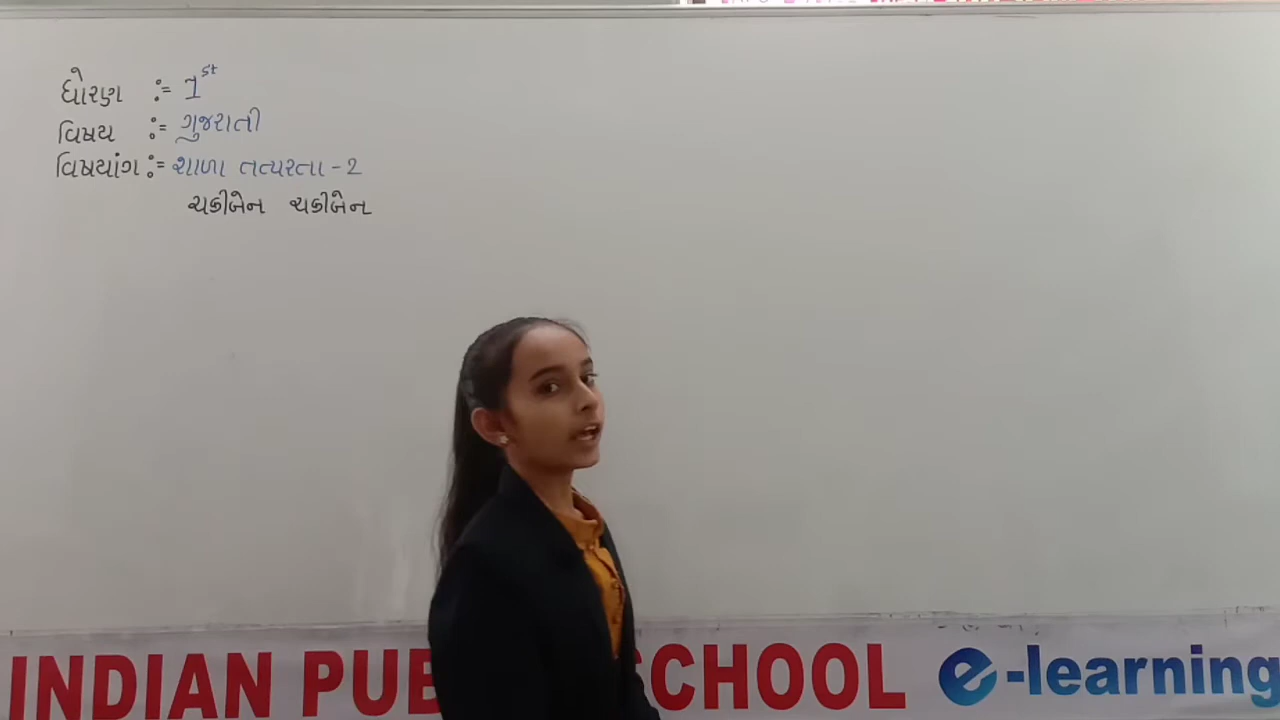 ધોરણ := 1st
વિષય := ગુજરાતી
વિષયાંગ := શાળા તત્પરતા - 2
ચકીબેન ચકીબેન
INDIAN PUB SCHOOL e-learning